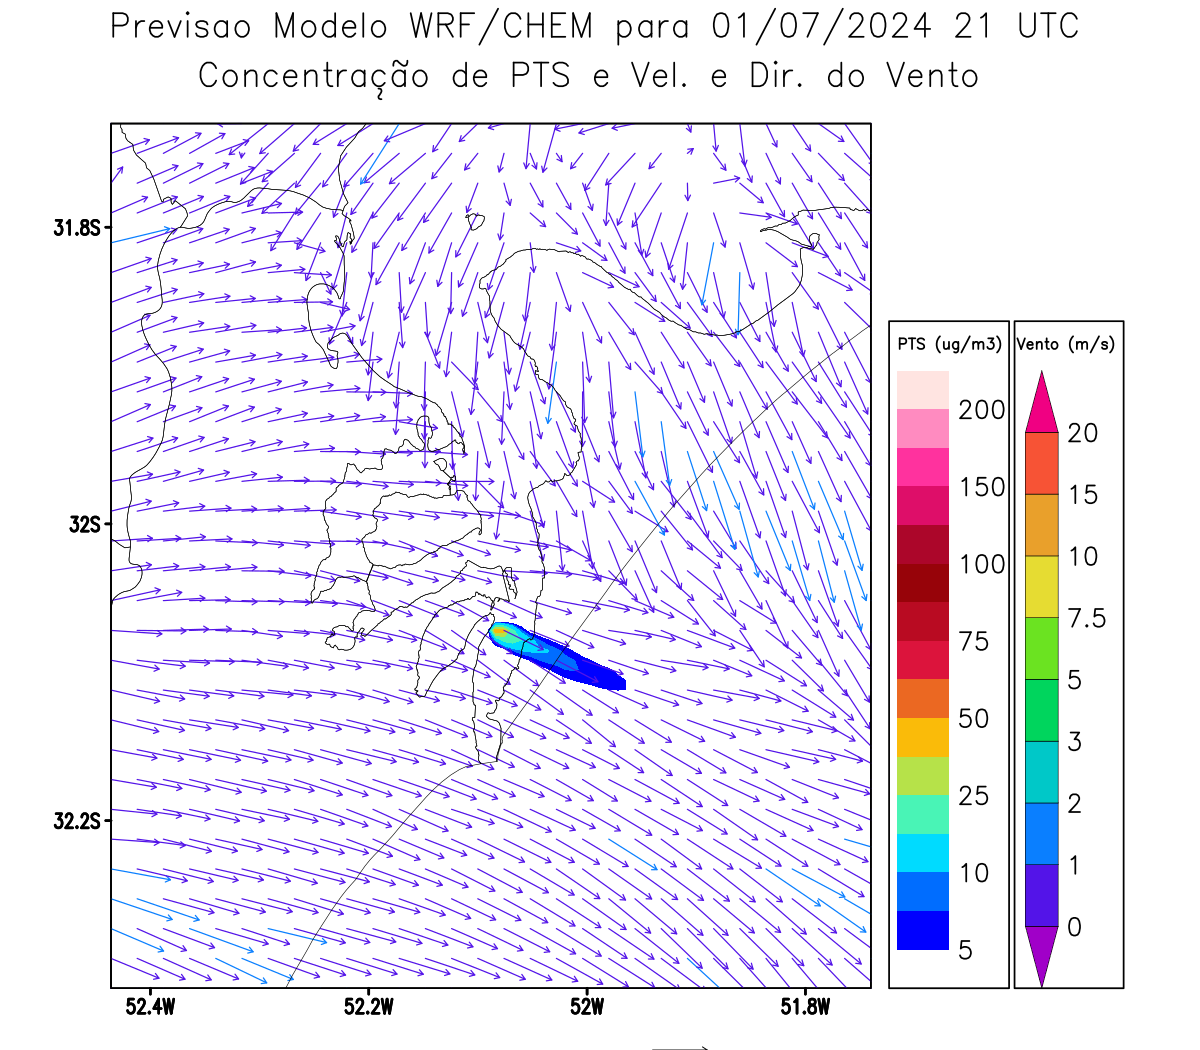 Previsao Modelo WRF/CHEM para 01/07/2024 21 UTC
Concentração de PTS e Vel. e Dir. do Vento
31.8S
32S
32.2S
52.4W 52.2W 52W 51.8W
PTS (ug/m3)
200
150
100
75
50
25
10
5
Vento (m/s)
20
15
10
7.5
5
3
2
1
0